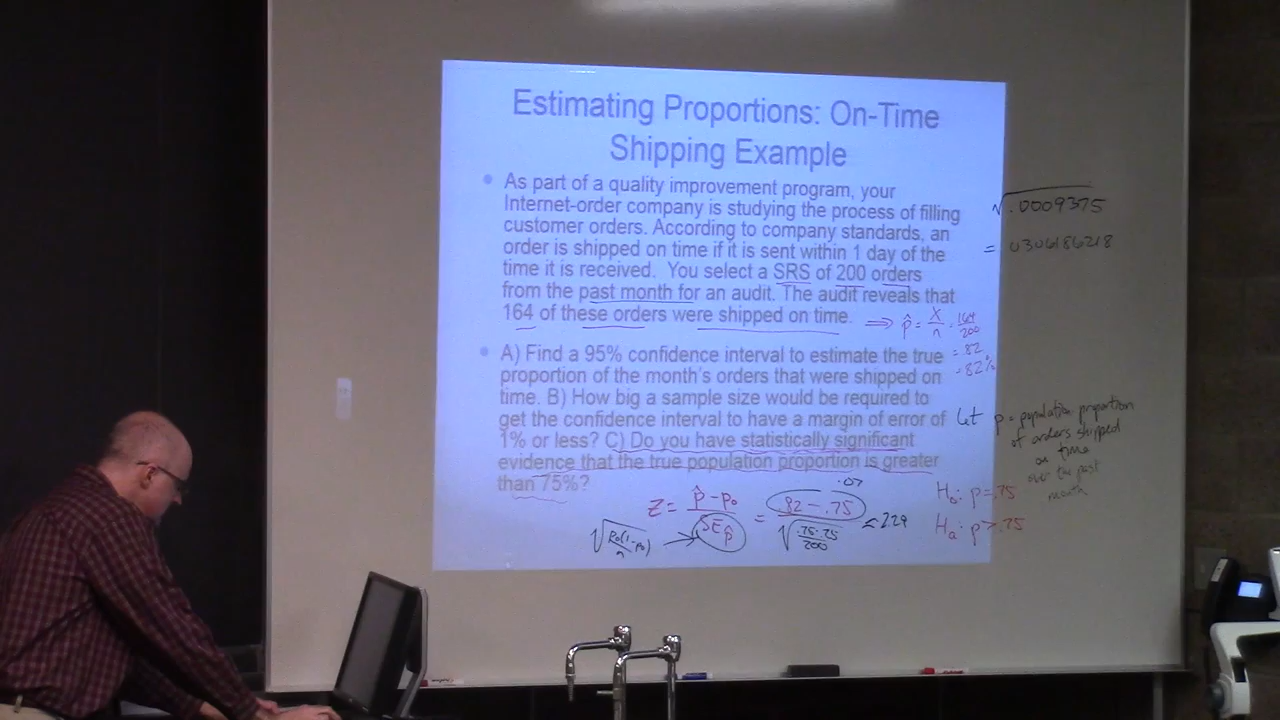 Estimating Proportions: On-Time
Shipping Example
• As part of a quality improvement program, your
Internet-order company is studying the process of filling
customer orders. According to company standards, an
order is shipped on time if it is sent within 1 day of the
time it is received. You select a SRS of 200 orders
from the past month for an audit. The audit reveals that
164 of these orders were shipped on time.
⇒ p̂ = X/n = 164/200
= .82
= 82%
• A) Find a 95% confidence interval to estimate the true
proportion of the month's orders that were shipped on
time. B) How big a sample size would be required to
get the confidence interval to have a margin of error of
1% or less? C) Do you have statistically significant
evidence that the true population proportion is greater
than 75%?
Z = (p̂ - p₀)/SE p̂ = (.82 - .75)/√(.75·.25/200) = 2.29
.07
√(p₀(1-p₀)/n) →
√.0009375
= .0306186218
Let p = population proportion
of orders shipped
on time
over the past
month
H₀: p = .75
Hₐ: p > .75